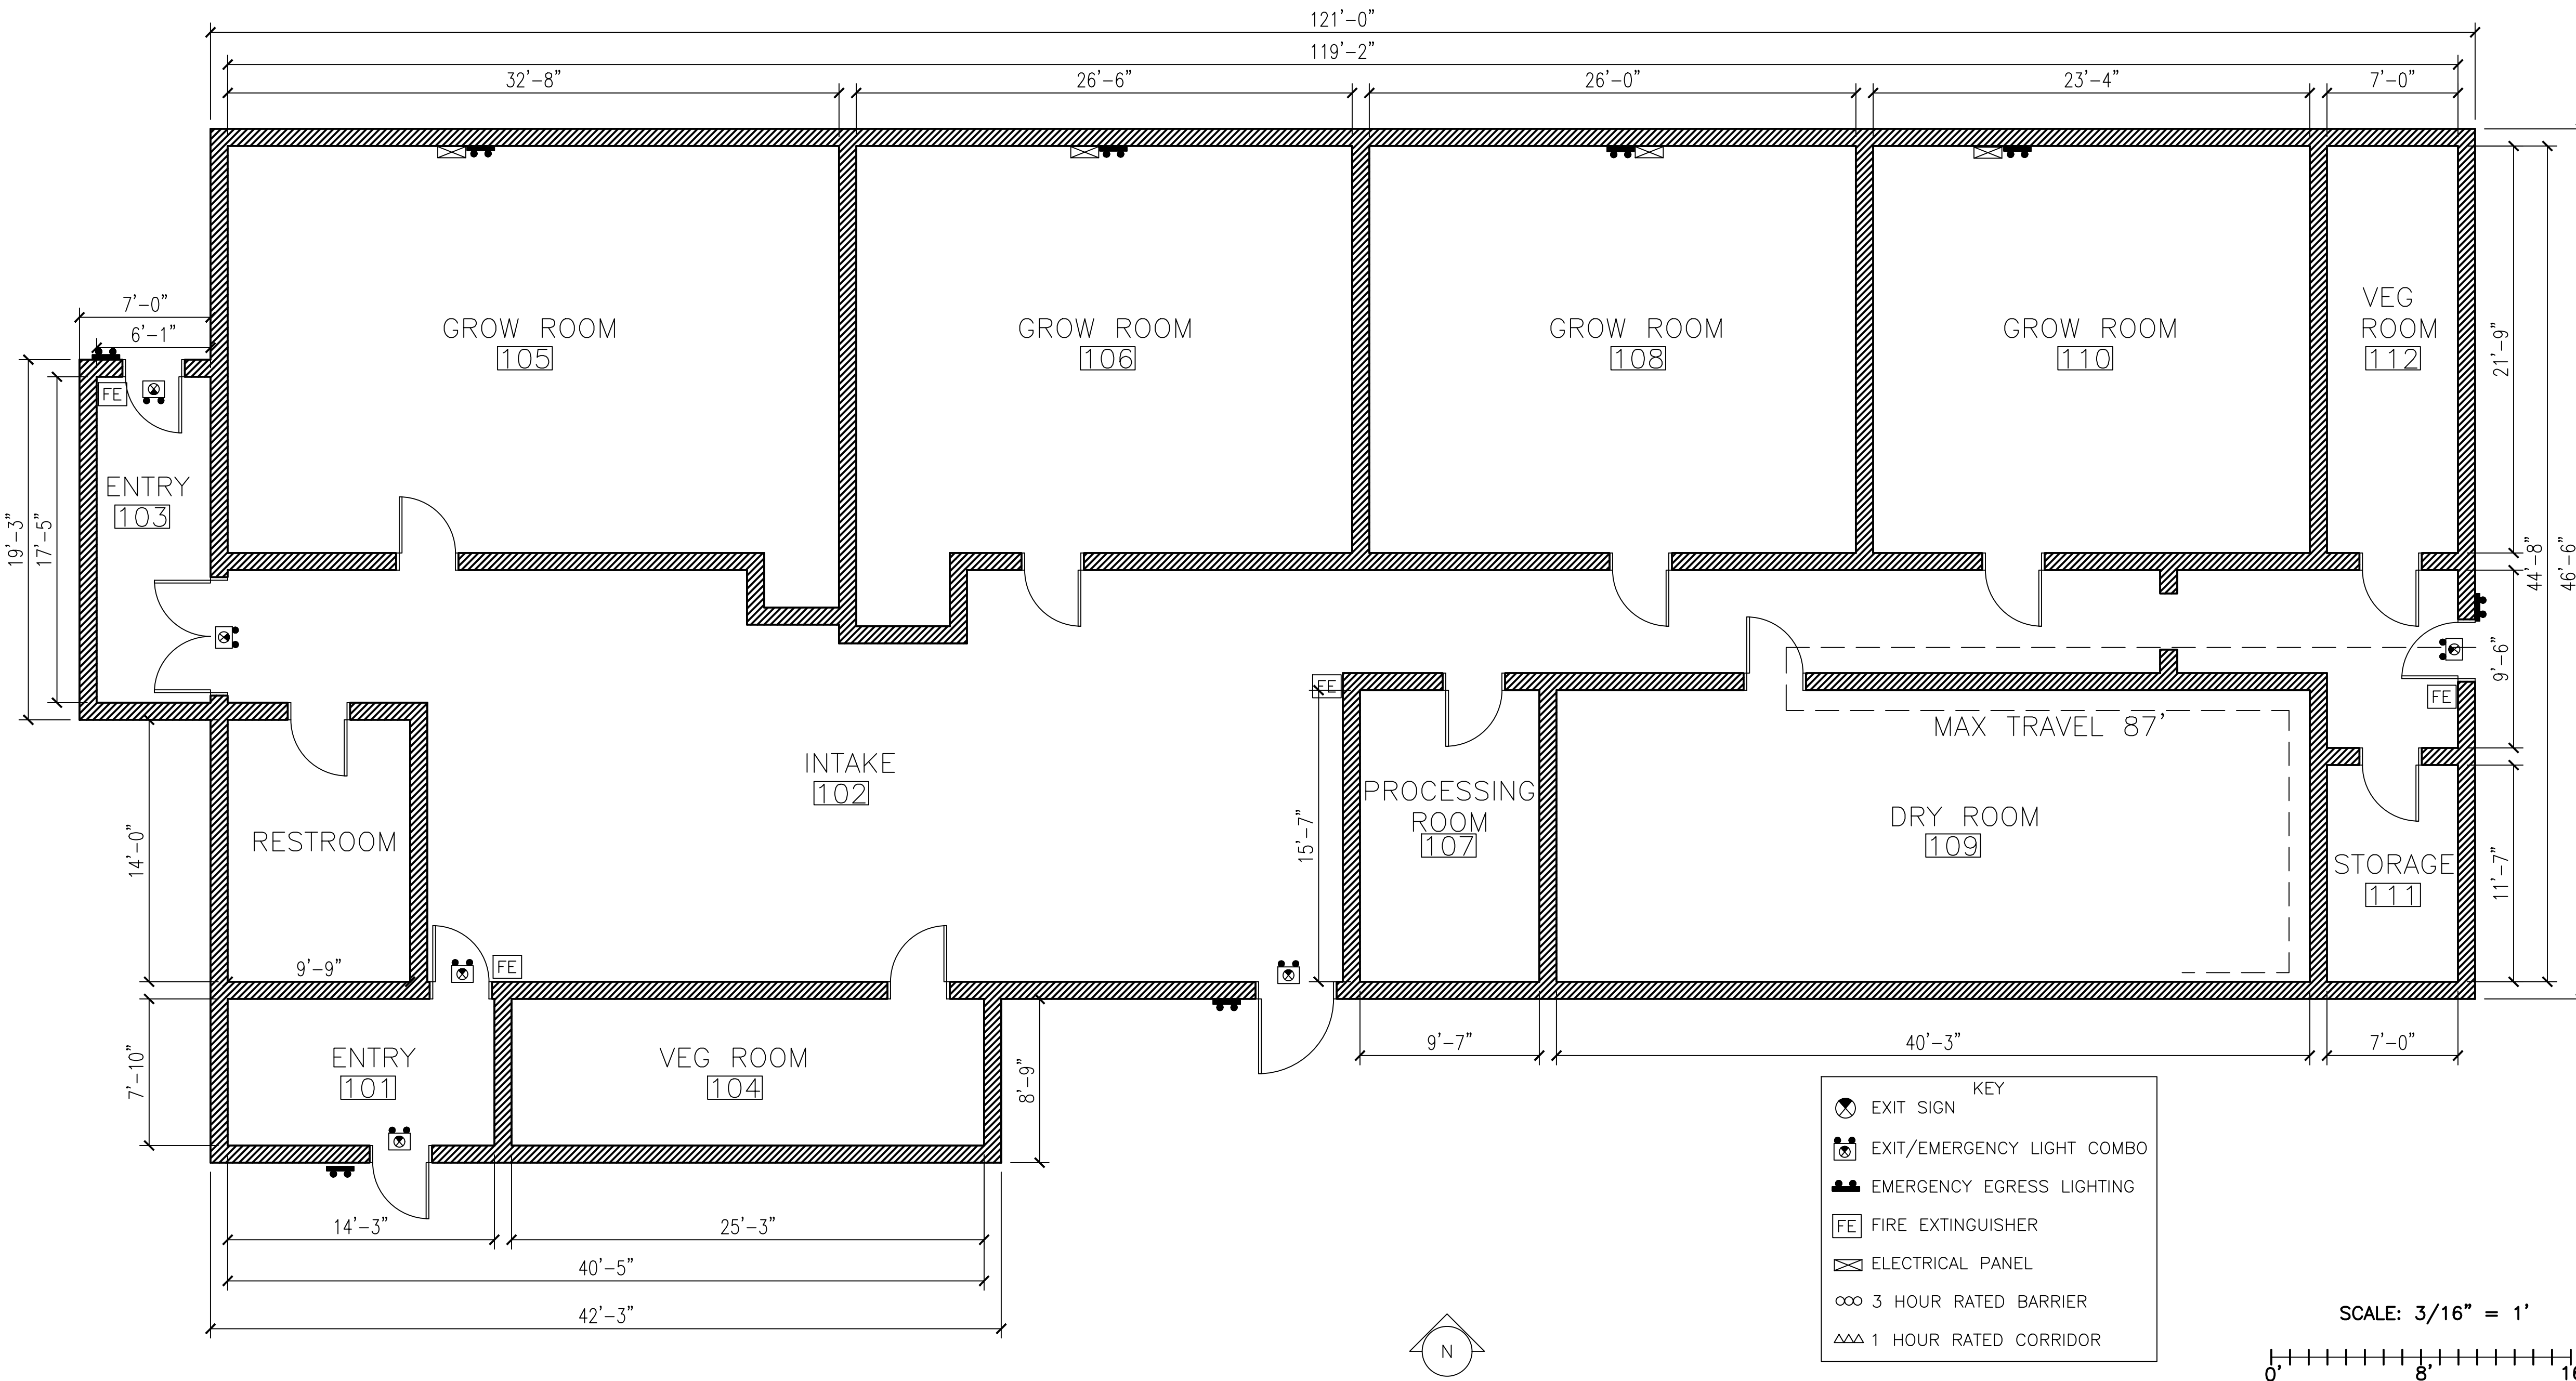 121'-0"
119'-2"
32'-8"
26'-6"
26'-0"
23'-4"
7'-0"
7'-0"
6'-1"
GROW ROOM
105
GROW ROOM
106
GROW ROOM
108
GROW ROOM
110
VEG
ROOM
112
21'-9"
FE
ENTRY
103
19'-3"
17'-5"
44'-8"
46'-6"
9'-6"
FE
FE
MAX TRAVEL 87'
INTAKE
102
PROCESSING
ROOM
107
15'-7"
DRY ROOM
109
RESTROOM
14'-0"
STORAGE
111
11'-7"
9'-9"
FE
7'-10"
ENTRY
101
VEG ROOM
104
8'-9"
9'-7"
40'-3"
7'-0"
KEY
EXIT SIGN
EXIT/EMERGENCY LIGHT COMBO
EMERGENCY EGRESS LIGHTING
FE FIRE EXTINGUISHER
ELECTRICAL PANEL
3 HOUR RATED BARRIER
1 HOUR RATED CORRIDOR
14'-3"
25'-3"
40'-5"
42'-3"
N
SCALE: 3/16" = 1'
0'
8'